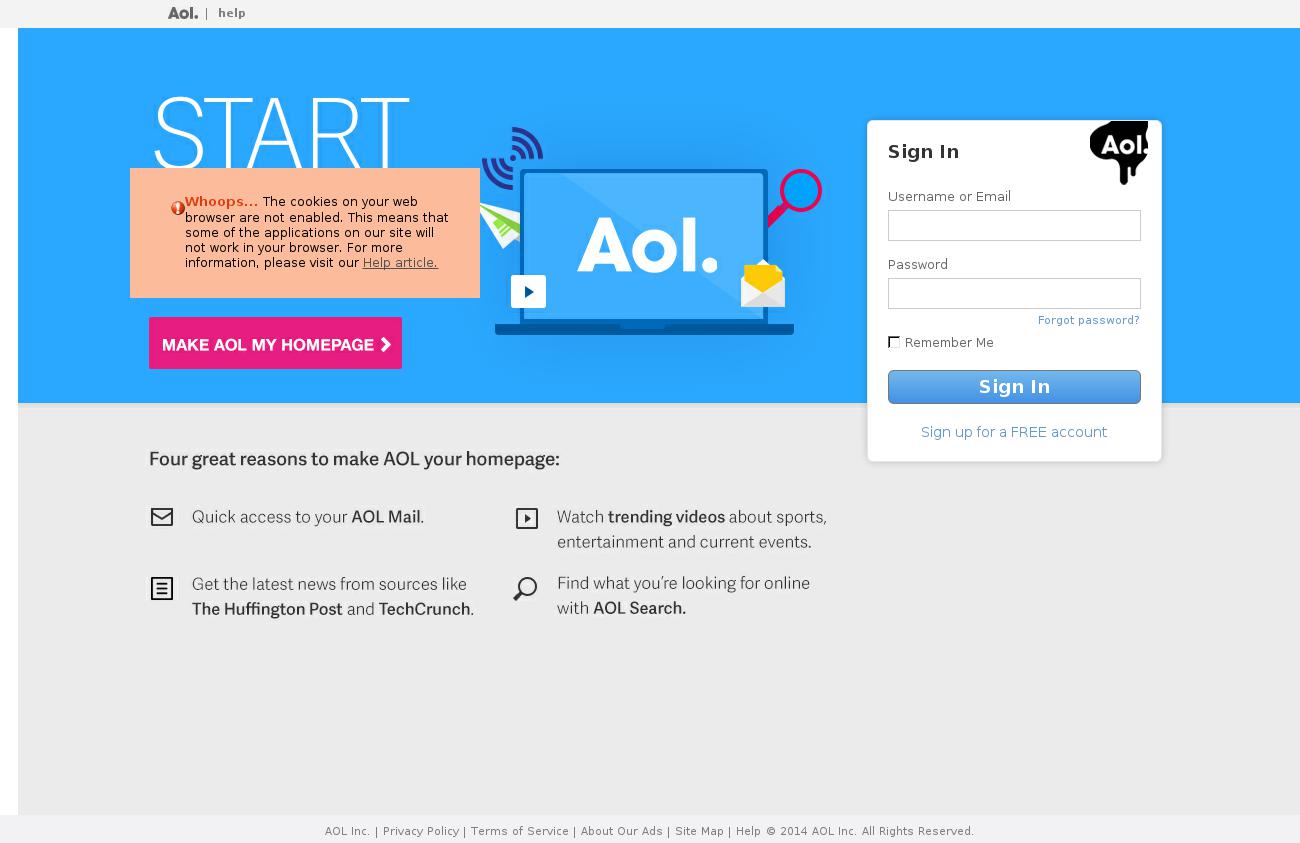 Aol. | help
START
Whoops... The cookies on your web
browser are not enabled. This means that
some of the applications on our site will
not work in your browser. For more
information, please visit our Help article.
MAKE AOL MY HOMEPAGE
Aol.
Sign In
Aol.
Username or Email
Password
Forgot password?
Remember Me
Sign In
Sign up for a FREE account
Four great reasons to make AOL your homepage:
Quick access to your AOL Mail.
Watch trending videos about sports,
entertainment and current events.
Get the latest news from sources like
The Huffington Post and TechCrunch.
Find what you're looking for online
with AOL Search.
AOL Inc. | Privacy Policy | Terms of Service | About Our Ads | Site Map | Help © 2014 AOL Inc. All Rights Reserved.